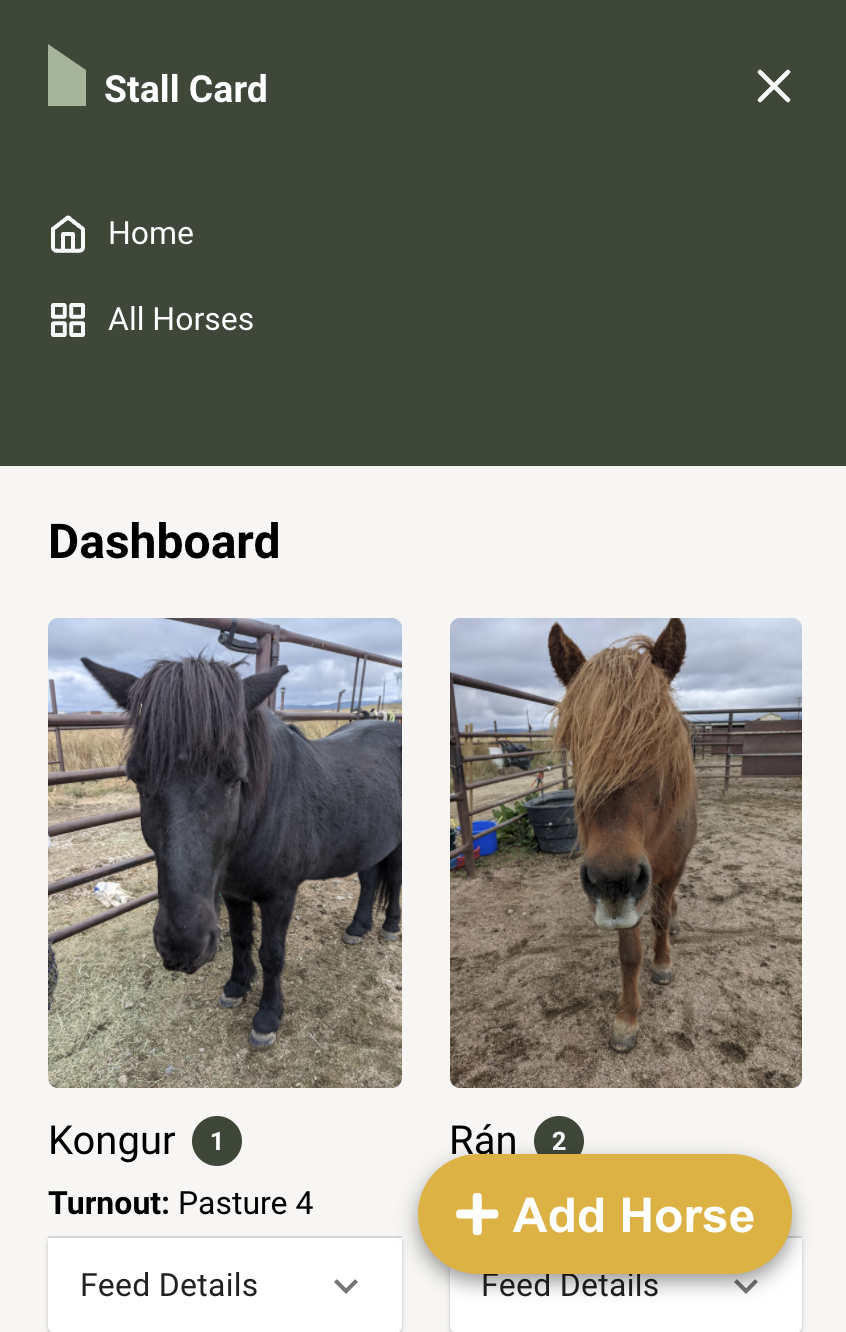 Stall Card
Home
All Horses
Dashboard
Kongur 1
Rán 2
Turnout: Pasture 4
Add Horse
Feed Details
Feed Details